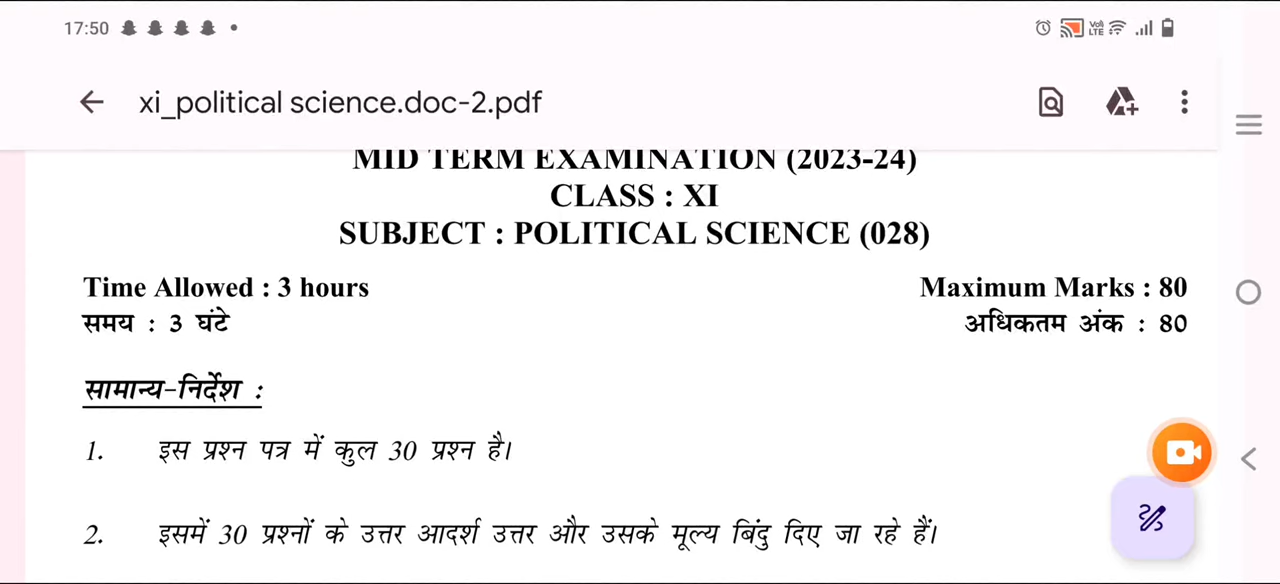 17:50
xi_political science.doc-2.pdf
MID TERM EXAMINATION (2023-24)
CLASS : XI
SUBJECT : POLITICAL SCIENCE (028)
Time Allowed : 3 hours Maximum Marks : 80
समय : 3 घंटे अधिकतम अंक : 80
सामान्य-निर्देश :
1. इस प्रश्न पत्र में कुल 30 प्रश्न है।
2. इसमें 30 प्रश्नों के उत्तर आदर्श उत्तर और उसके मूल्य बिंदु दिए जा रहे हैं।